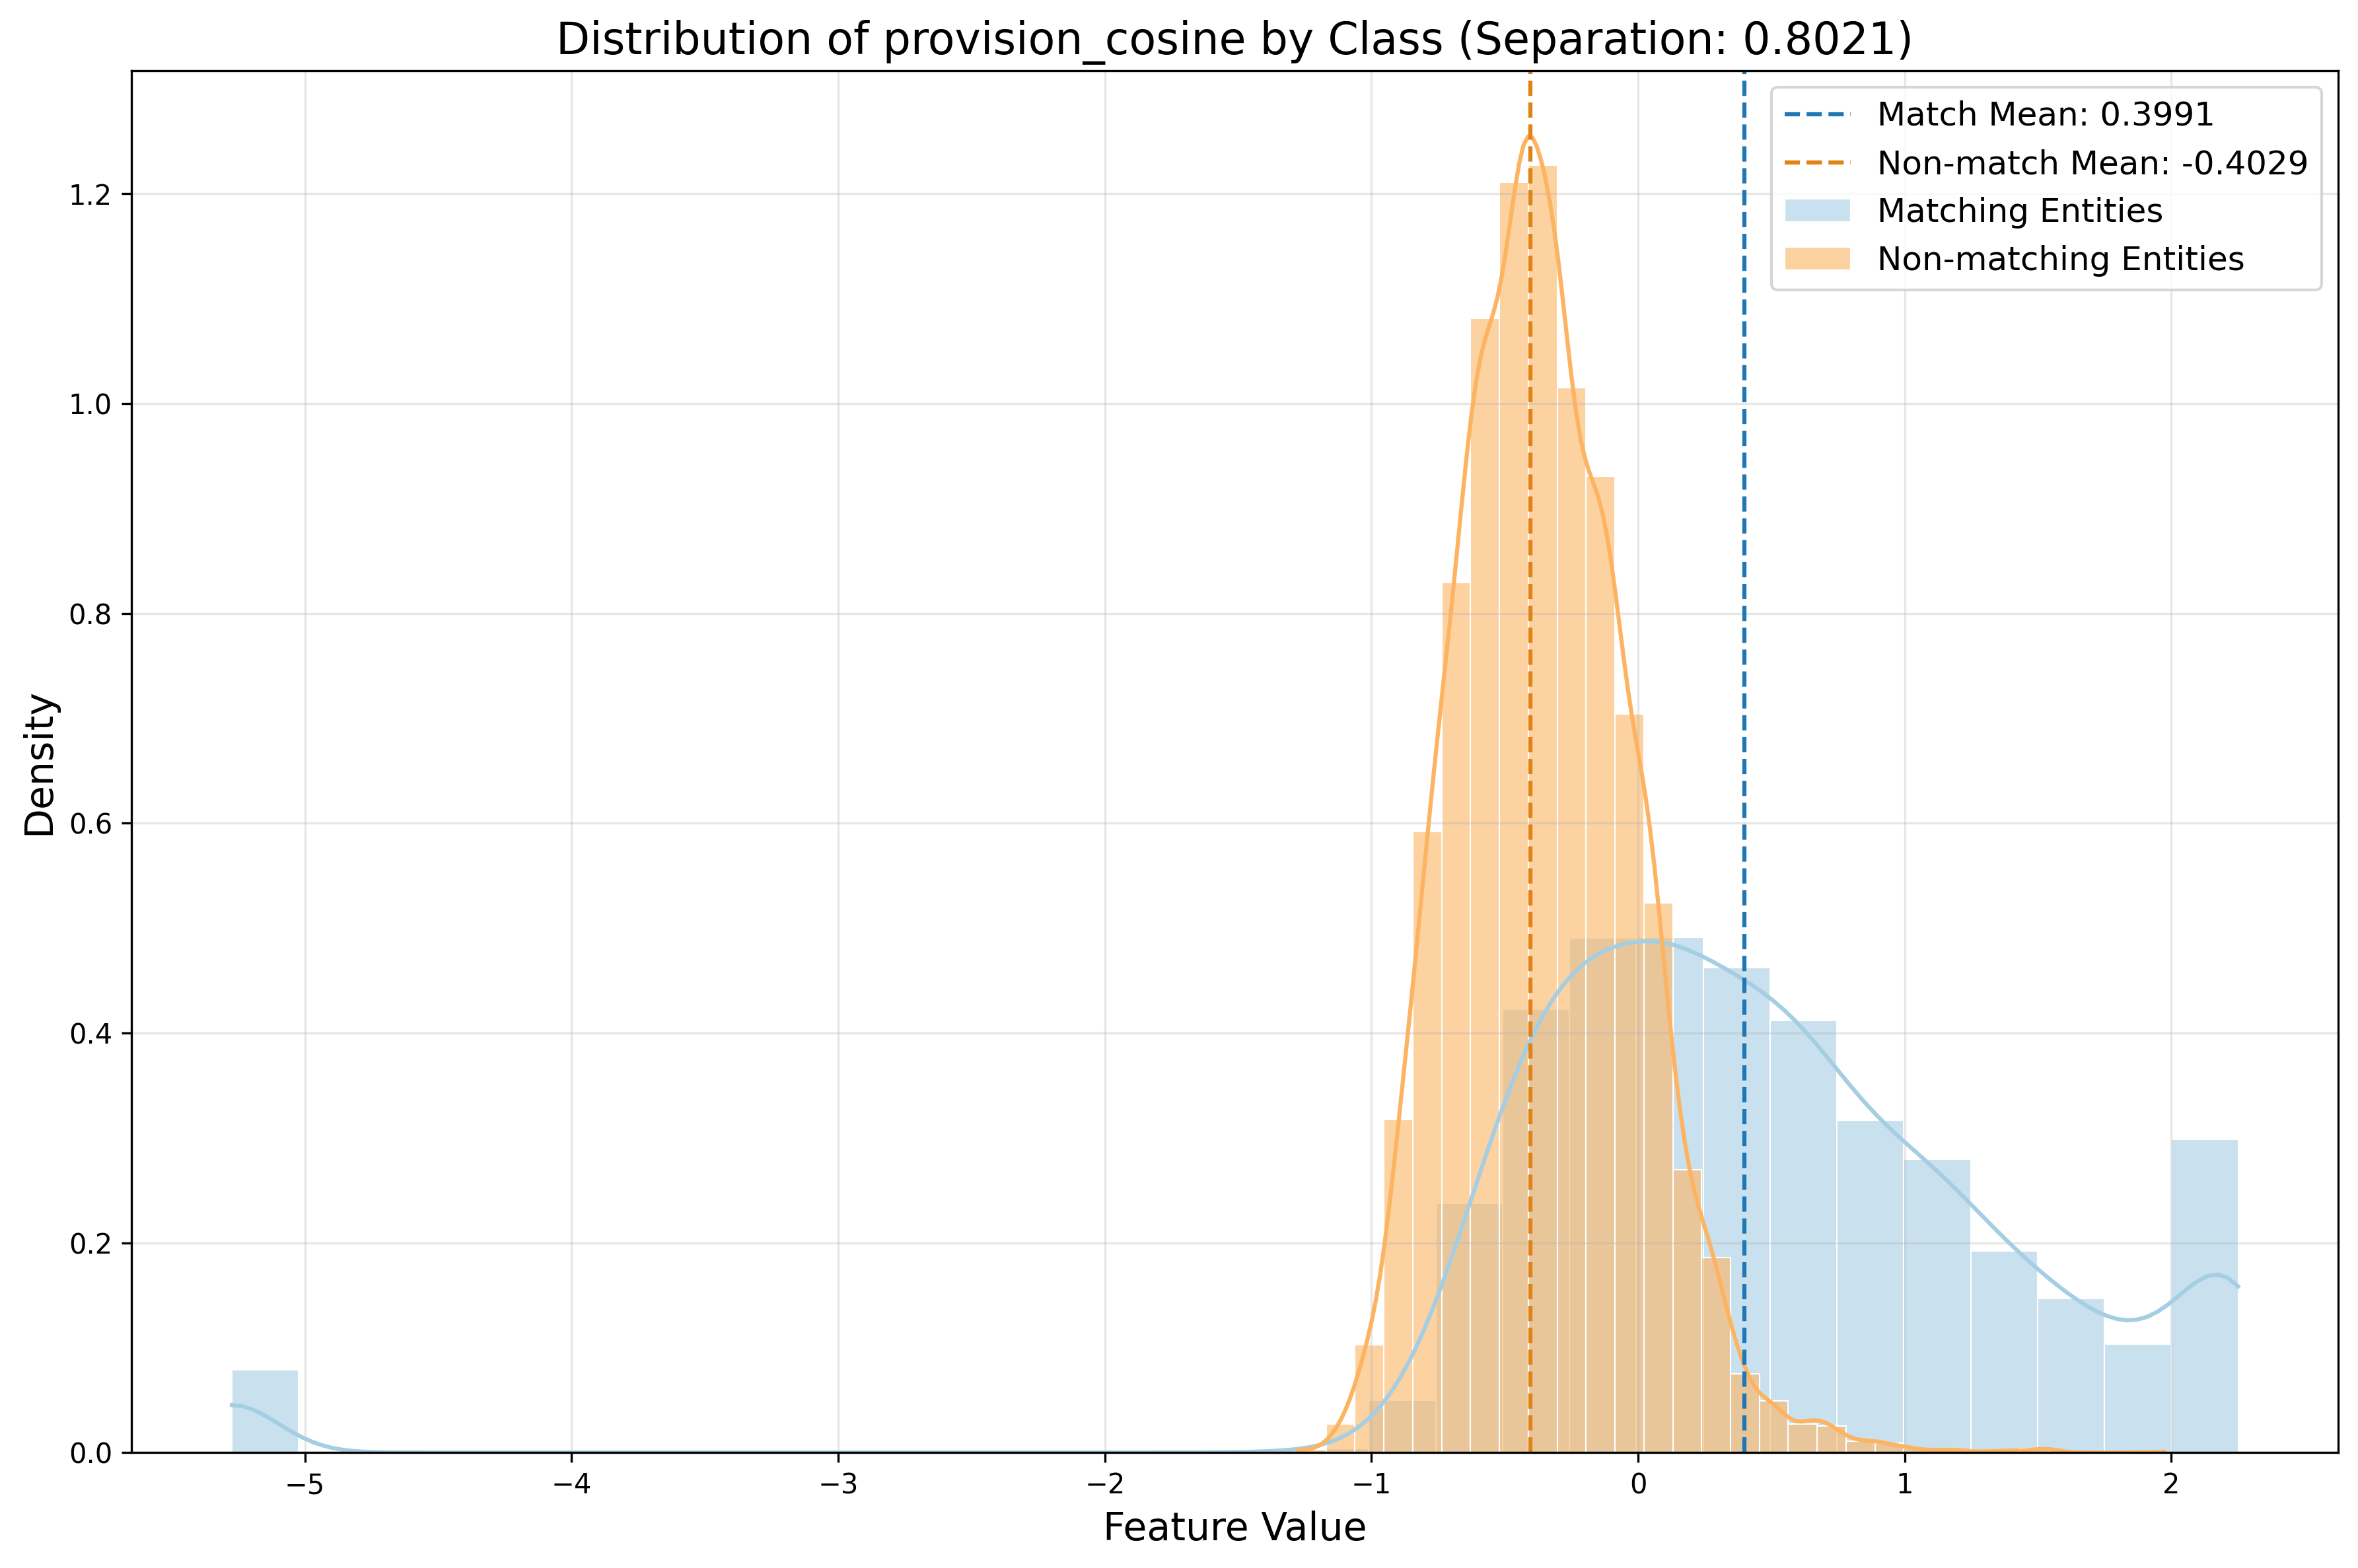 Distribution of provision_cosine by Class (Separation: 0.8021)
Match Mean: 0.3991
Non-match Mean: -0.4029
Matching Entities
Non-matching Entities
Density
1.2
1.0
0.8
0.6
0.4
0.2
0.0
−5
−4
−3
−2
−1
0
1
2
Feature Value